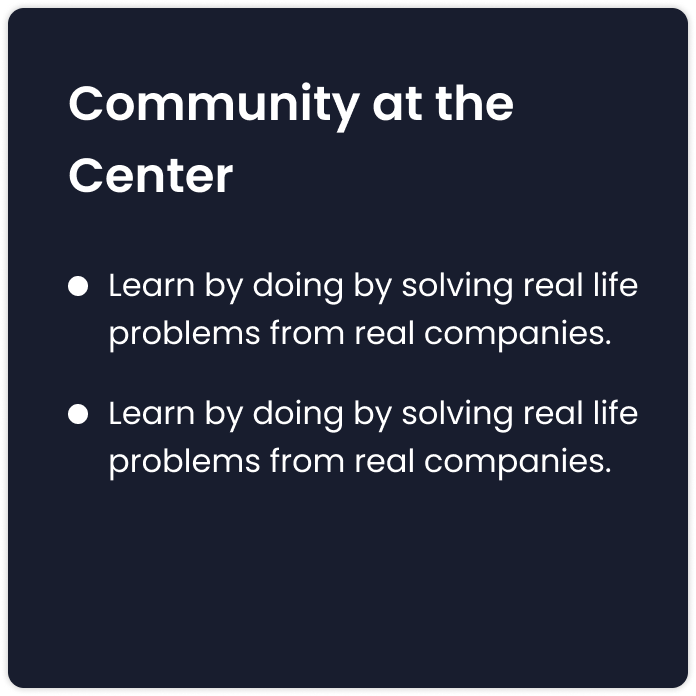 Community at the
Center
Learn by doing by solving real life
problems from real companies.
Learn by doing by solving real life
problems from real companies.